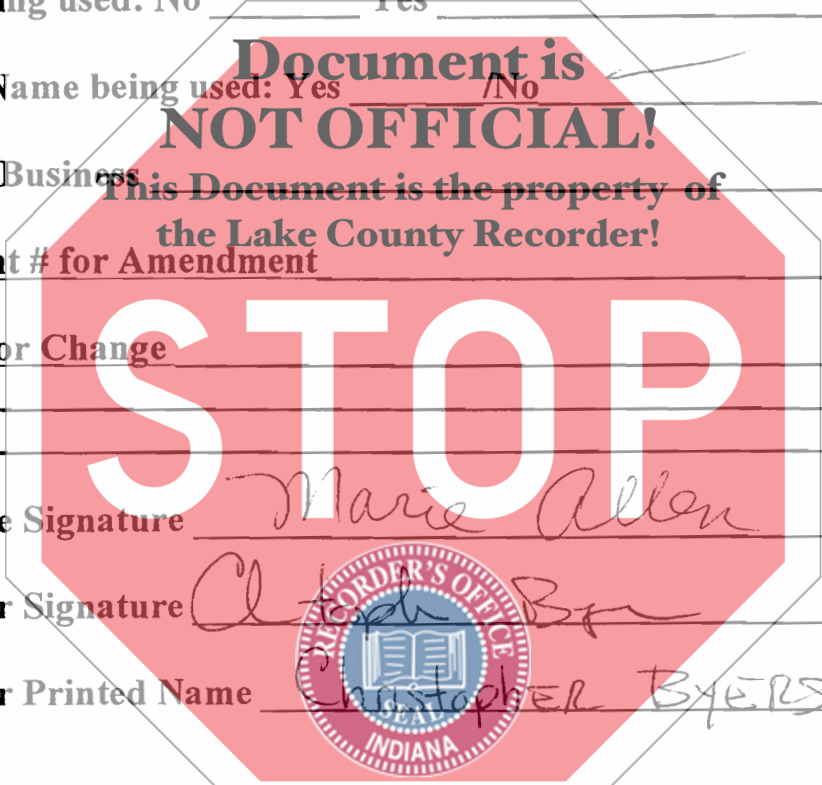 ng used: No Yes
Document is
Name being used: Yes /No
NOT OFFICIAL!
Business
This Document is the property of
the Lake County Recorder!
t # for Amendment
STOP
or Change
e Signature Marie Allen
r Signature
RECORDER'S OFFICE
r Printed Name ChristophER BYERS
SEAL
INDIANA